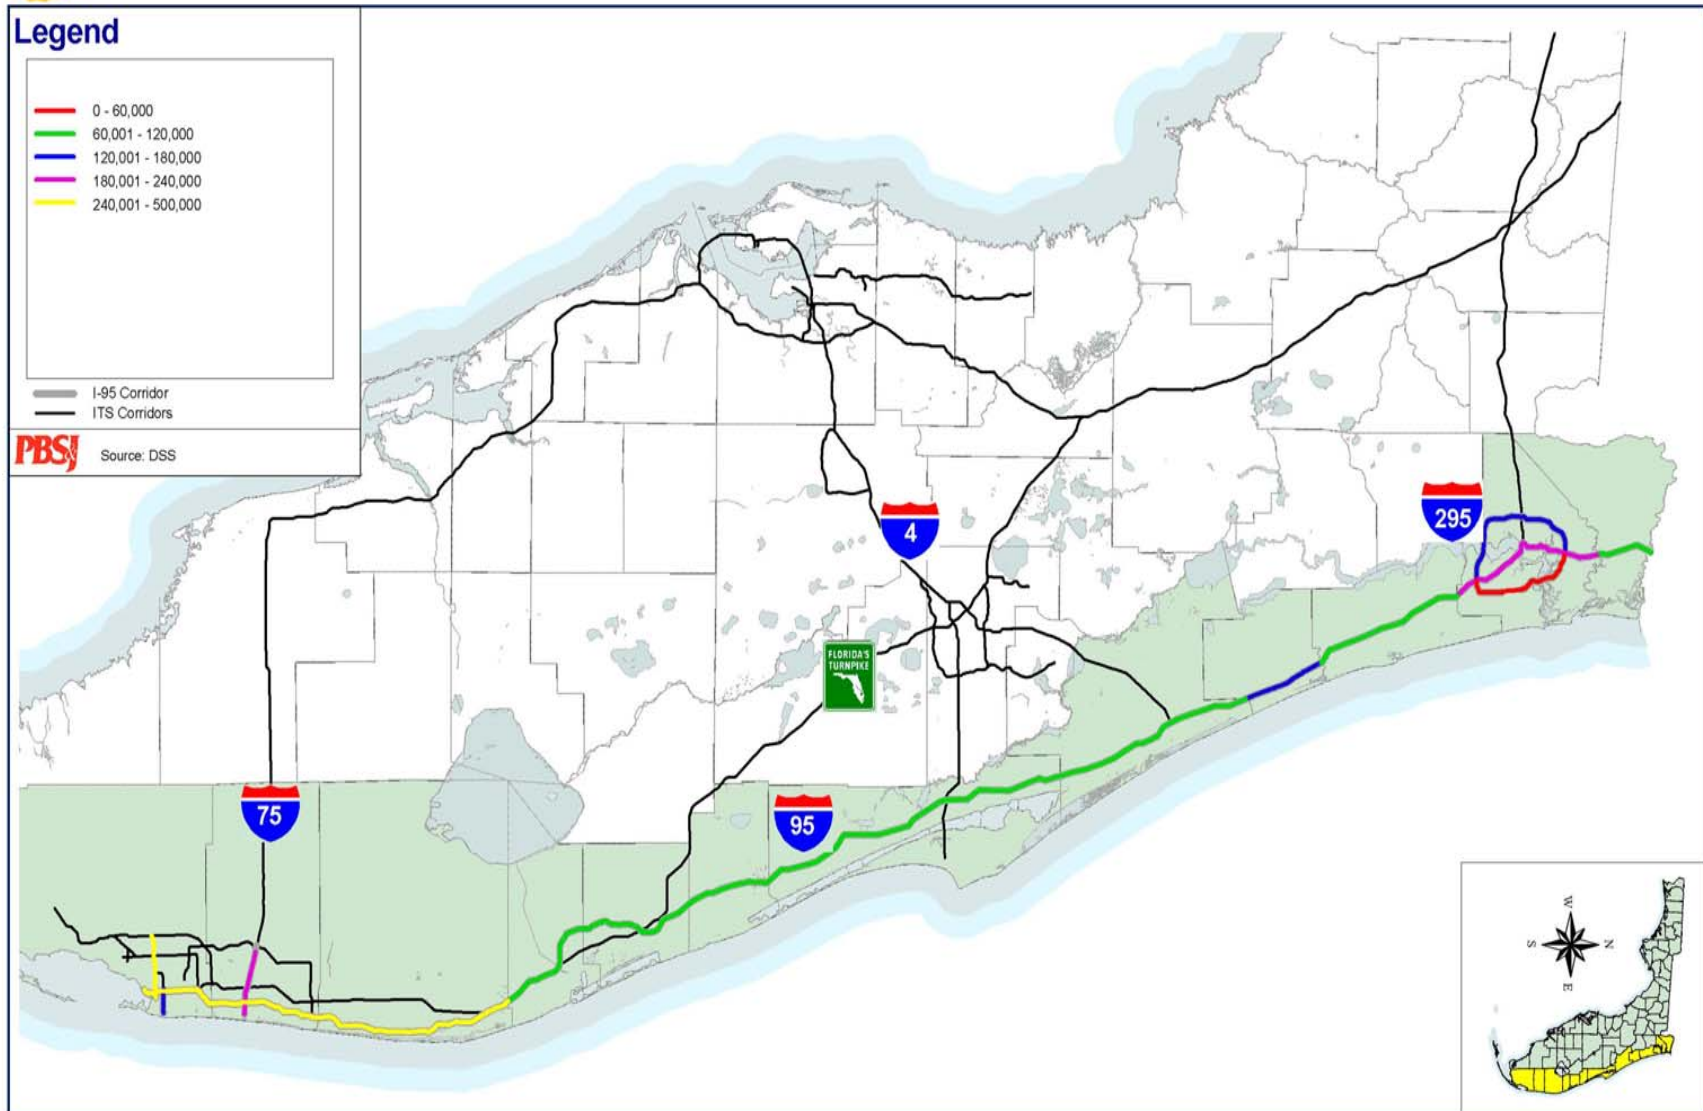 Legend
0 - 60,000
60,001 - 120,000
120,001 - 180,000
180,001 - 240,000
240,001 - 500,000
I-95 Corridor
ITS Corridors
PBSJ Source: DSS
4
295
FLORIDA'S
TURNPIKE
75
95
W
S N
E